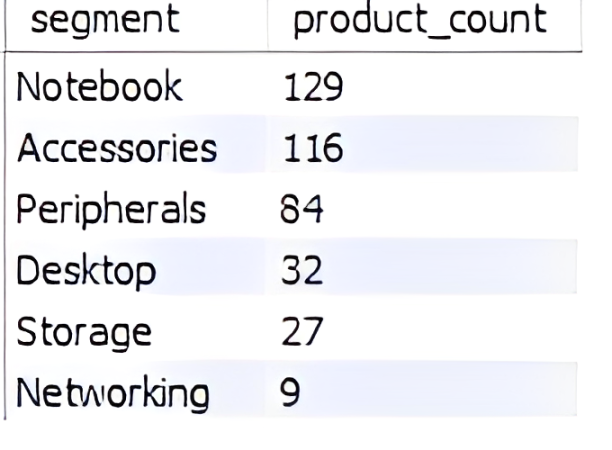 segment product_count
Notebook 129
Accessories 116
Peripherals 84
Desktop 32
Storage 27
Networking 9